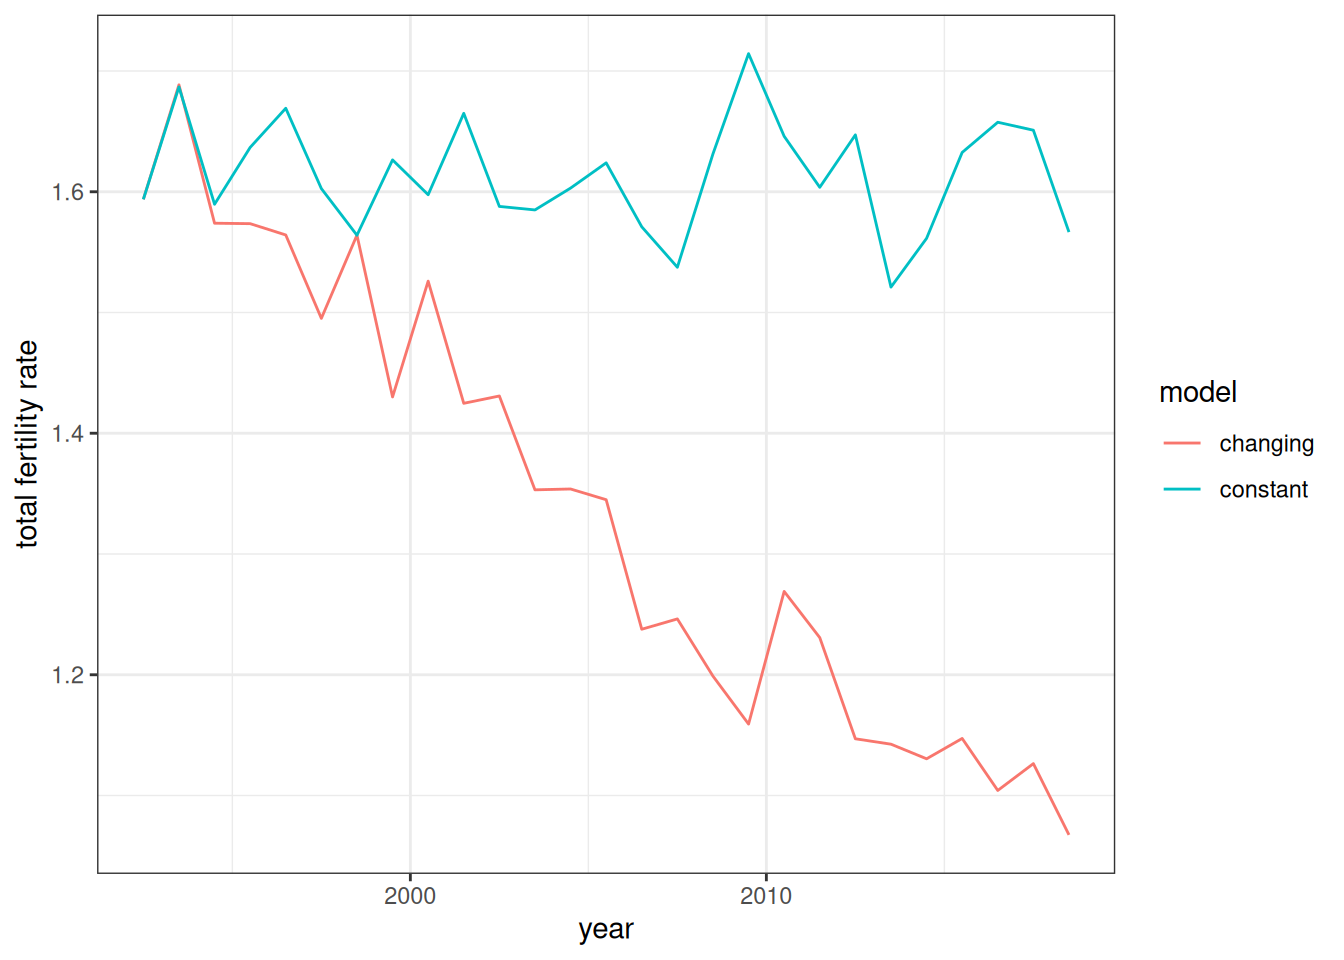 total fertility rate
1.6
1.4
1.2
2000
2010
year
model
changing
constant